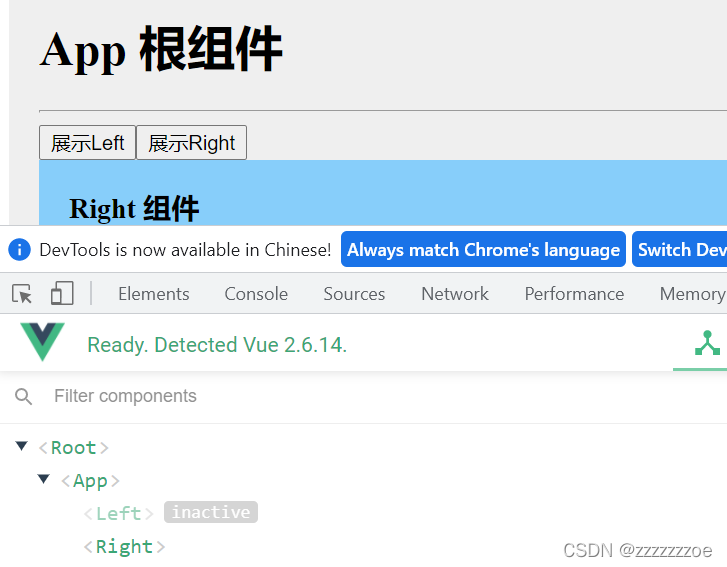 App 根组件
展示Left 展示Right
Right 组件
DevTools is now available in Chinese! Always match Chrome's language Switch Dev
Elements Console Sources Network Performance Memory
Ready. Detected Vue 2.6.14.
Filter components
<Root>
<App>
<Left> inactive
<Right>
CSDN @zzzzzzzoe